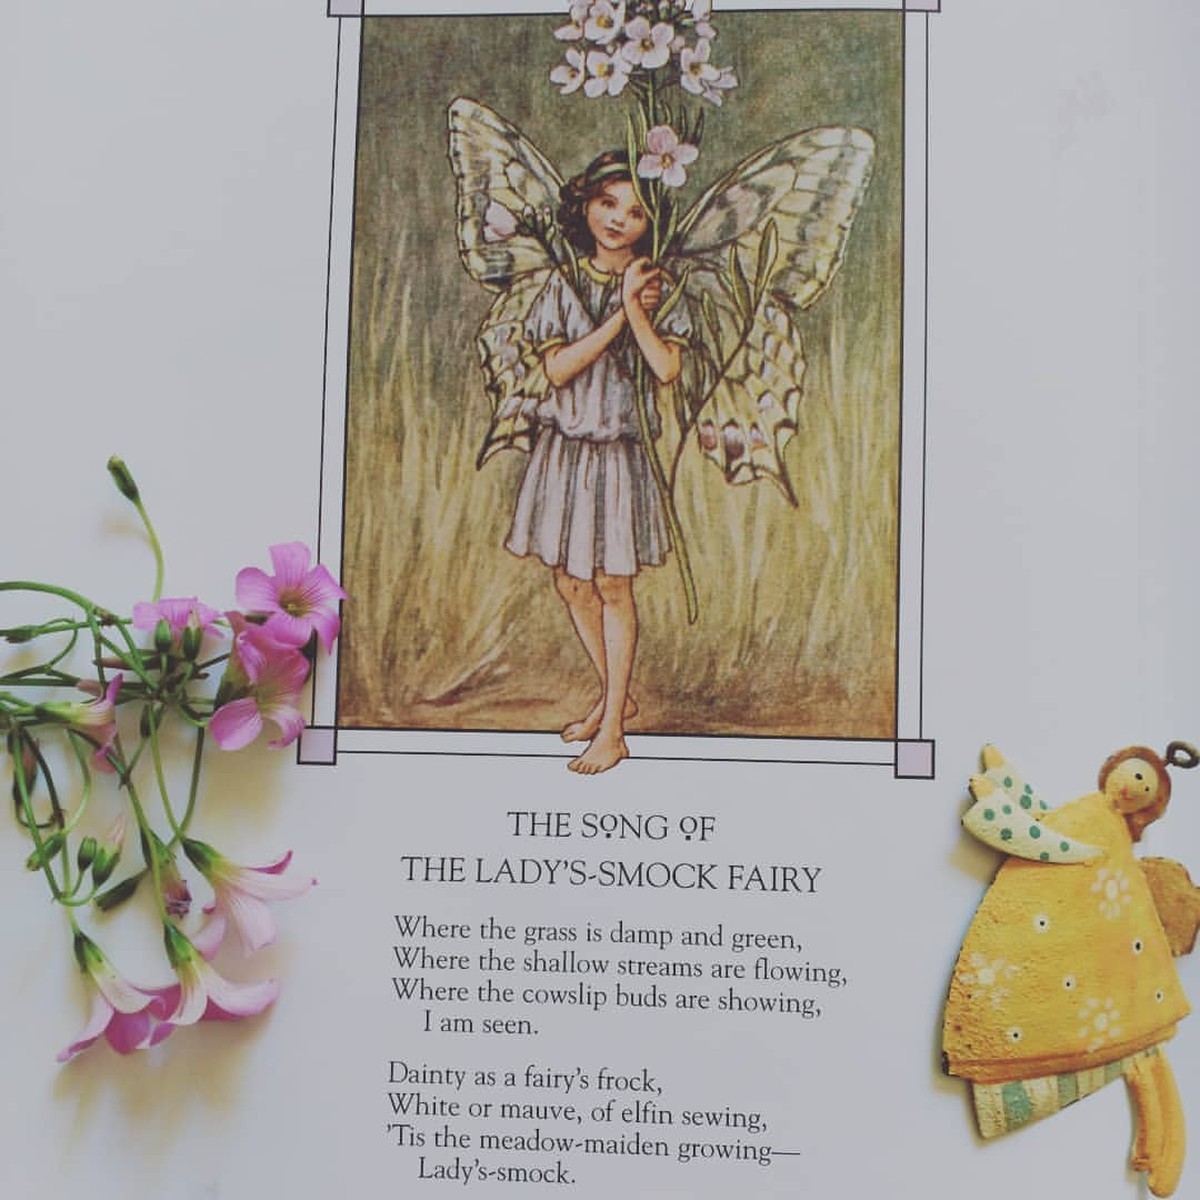 THE SONG OF
THE LADY'S-SMOCK FAIRY
Where the grass is damp and green,
Where the shallow streams are flowing,
Where the cowslip buds are showing,
I am seen.
Dainty as a fairy's frock,
White or mauve, of elfin sewing,
'Tis the meadow-maiden growing—
Lady's-smock.